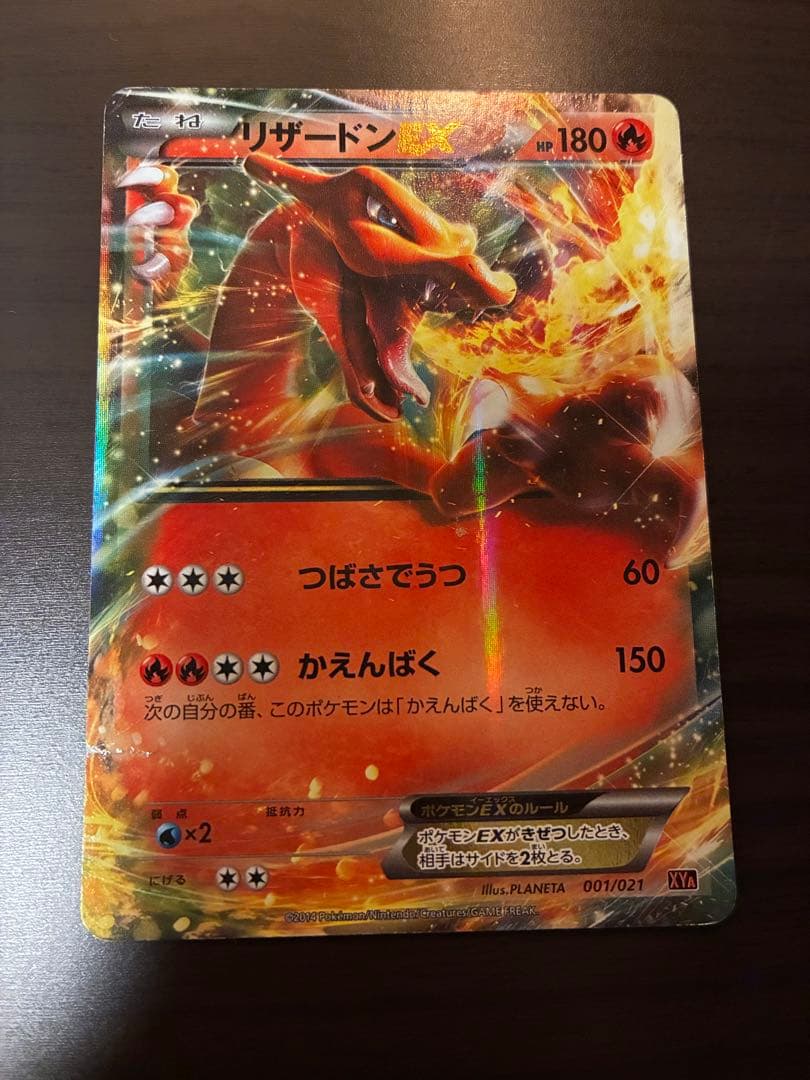 たね リザードンEX HP180
つばさでうつ 60
かえんばく 150
次の自分の番、このポケモンは「かえんばく」を使えない。
弱点 抵抗力
×2
にげる
ポケモンEXのルール
ポケモンEXがきぜつしたとき、
相手はサイドを2枚とる。
Illus.PLANETA 001/021 XYA
©2014 Pokémon/Nintendo/Creatures/GAME FREAK.